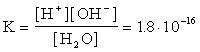 K = [H⁺][OH⁻] / [H₂O] = 1.8·10⁻¹⁶